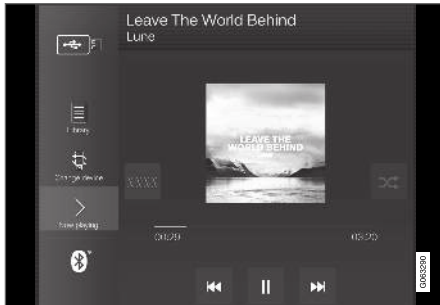 Leave The World Behind
Lune
Library
LEAVE THE
WORLD BEHIND
Change device
Now playing
00:29
03:20
G063290